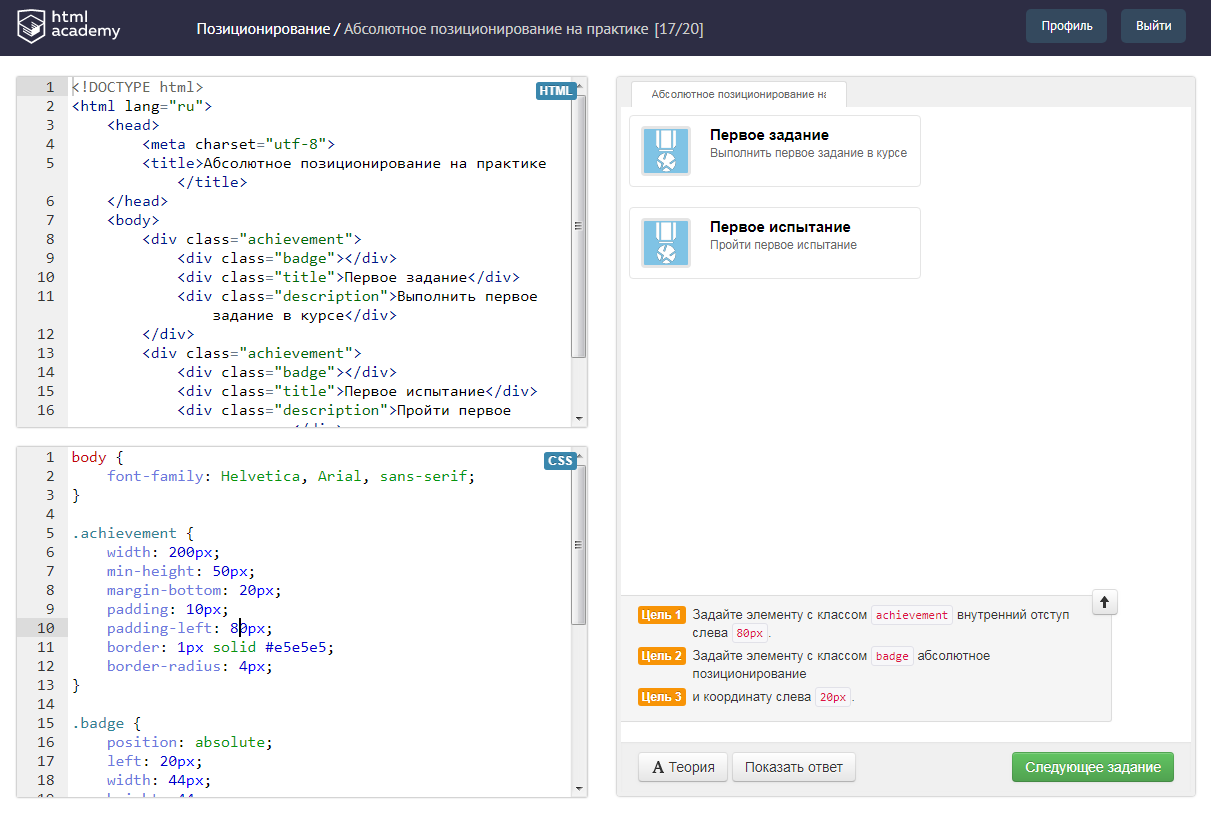 html
academy
Позиционирование / Абсолютное позиционирование на практике [17/20]
Профиль
Выйти
HTML
1 <!DOCTYPE html>
2 <html lang="ru">
3 <head>
4 <meta charset="utf-8">
5 <title>Абсолютное позиционирование на практике
</title>
6 </head>
7 <body>
8 <div class="achievement">
9 <div class="badge"></div>
10 <div class="title">Первое задание</div>
11 <div class="description">Выполнить первое
задание в курсе</div>
12 </div>
13 <div class="achievement">
14 <div class="badge"></div>
15 <div class="title">Первое испытание</div>
16 <div class="description">Пройти первое
CSS
1 body {
2 font-family: Helvetica, Arial, sans-serif;
3 }
4
5 .achievement {
6 width: 200px;
7 min-height: 50px;
8 margin-bottom: 20px;
9 padding: 10px;
10 padding-left: 80px;
11 border: 1px solid #e5e5e5;
12 border-radius: 4px;
13 }
14
15 .badge {
16 position: absolute;
17 left: 20px;
18 width: 44px;
Абсолютное позиционирование на
Первое задание
Выполнить первое задание в курсе
Первое испытание
Пройти первое испытание
Цель 1 Задайте элементу с классом achievement внутренний отступ
слева 80px.
Цель 2 Задайте элементу с классом badge абсолютное
позиционирование
Цель 3 и координату слева 20px.
A Теория
Показать ответ
Следующее задание